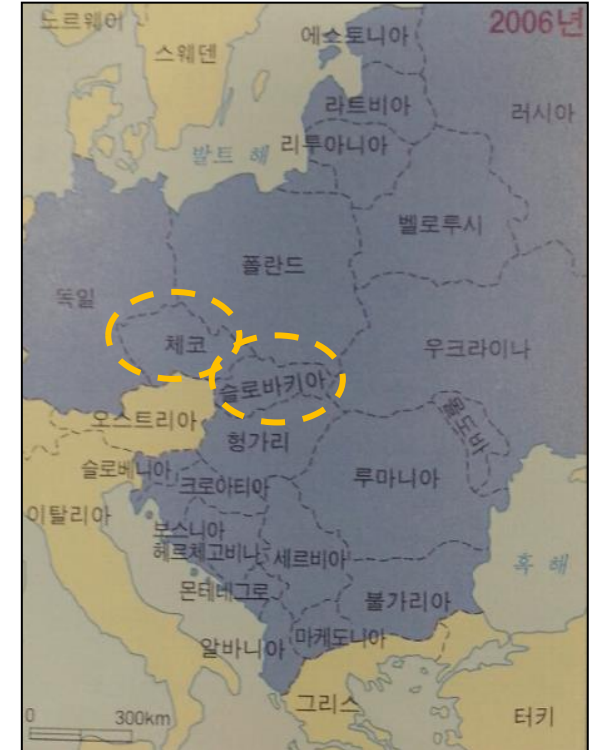 노르웨이
2006년
스웨덴
에스토니아
라트비아
러시아
발트 해
리투아니아
벨로루시
폴란드
독일
체코
우크라이나
슬로바키아
오스트리아
몰도바
헝가리
슬로베니아
크로아티아
루마니아
이탈리아
보스니아
헤르체고비나
세르비아
흑 해
몬테네그로
불가리아
알바니아
마케도니아
그리스
터키
0 300km